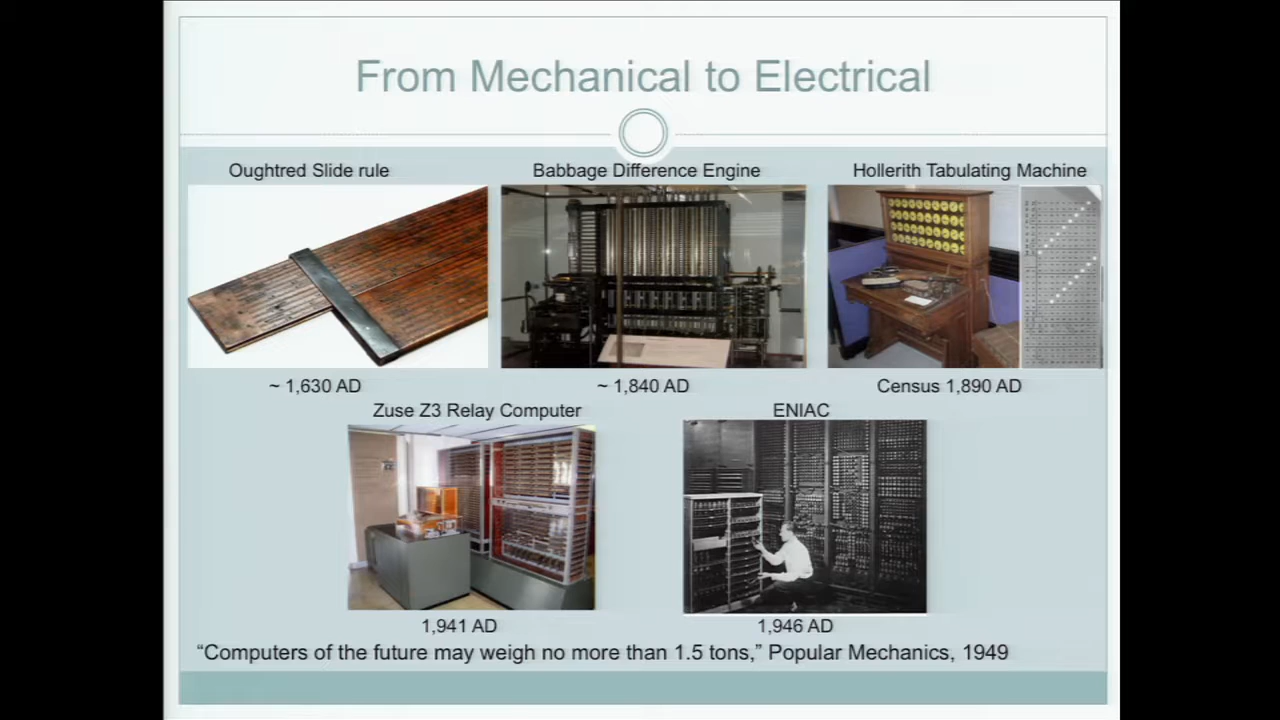 From Mechanical to Electrical
Oughtred Slide rule
Babbage Difference Engine
Hollerith Tabulating Machine
~ 1,630 AD
~ 1,840 AD
Census 1,890 AD
Zuse Z3 Relay Computer
ENIAC
1,941 AD
1,946 AD
“Computers of the future may weigh no more than 1.5 tons,” Popular Mechanics, 1949